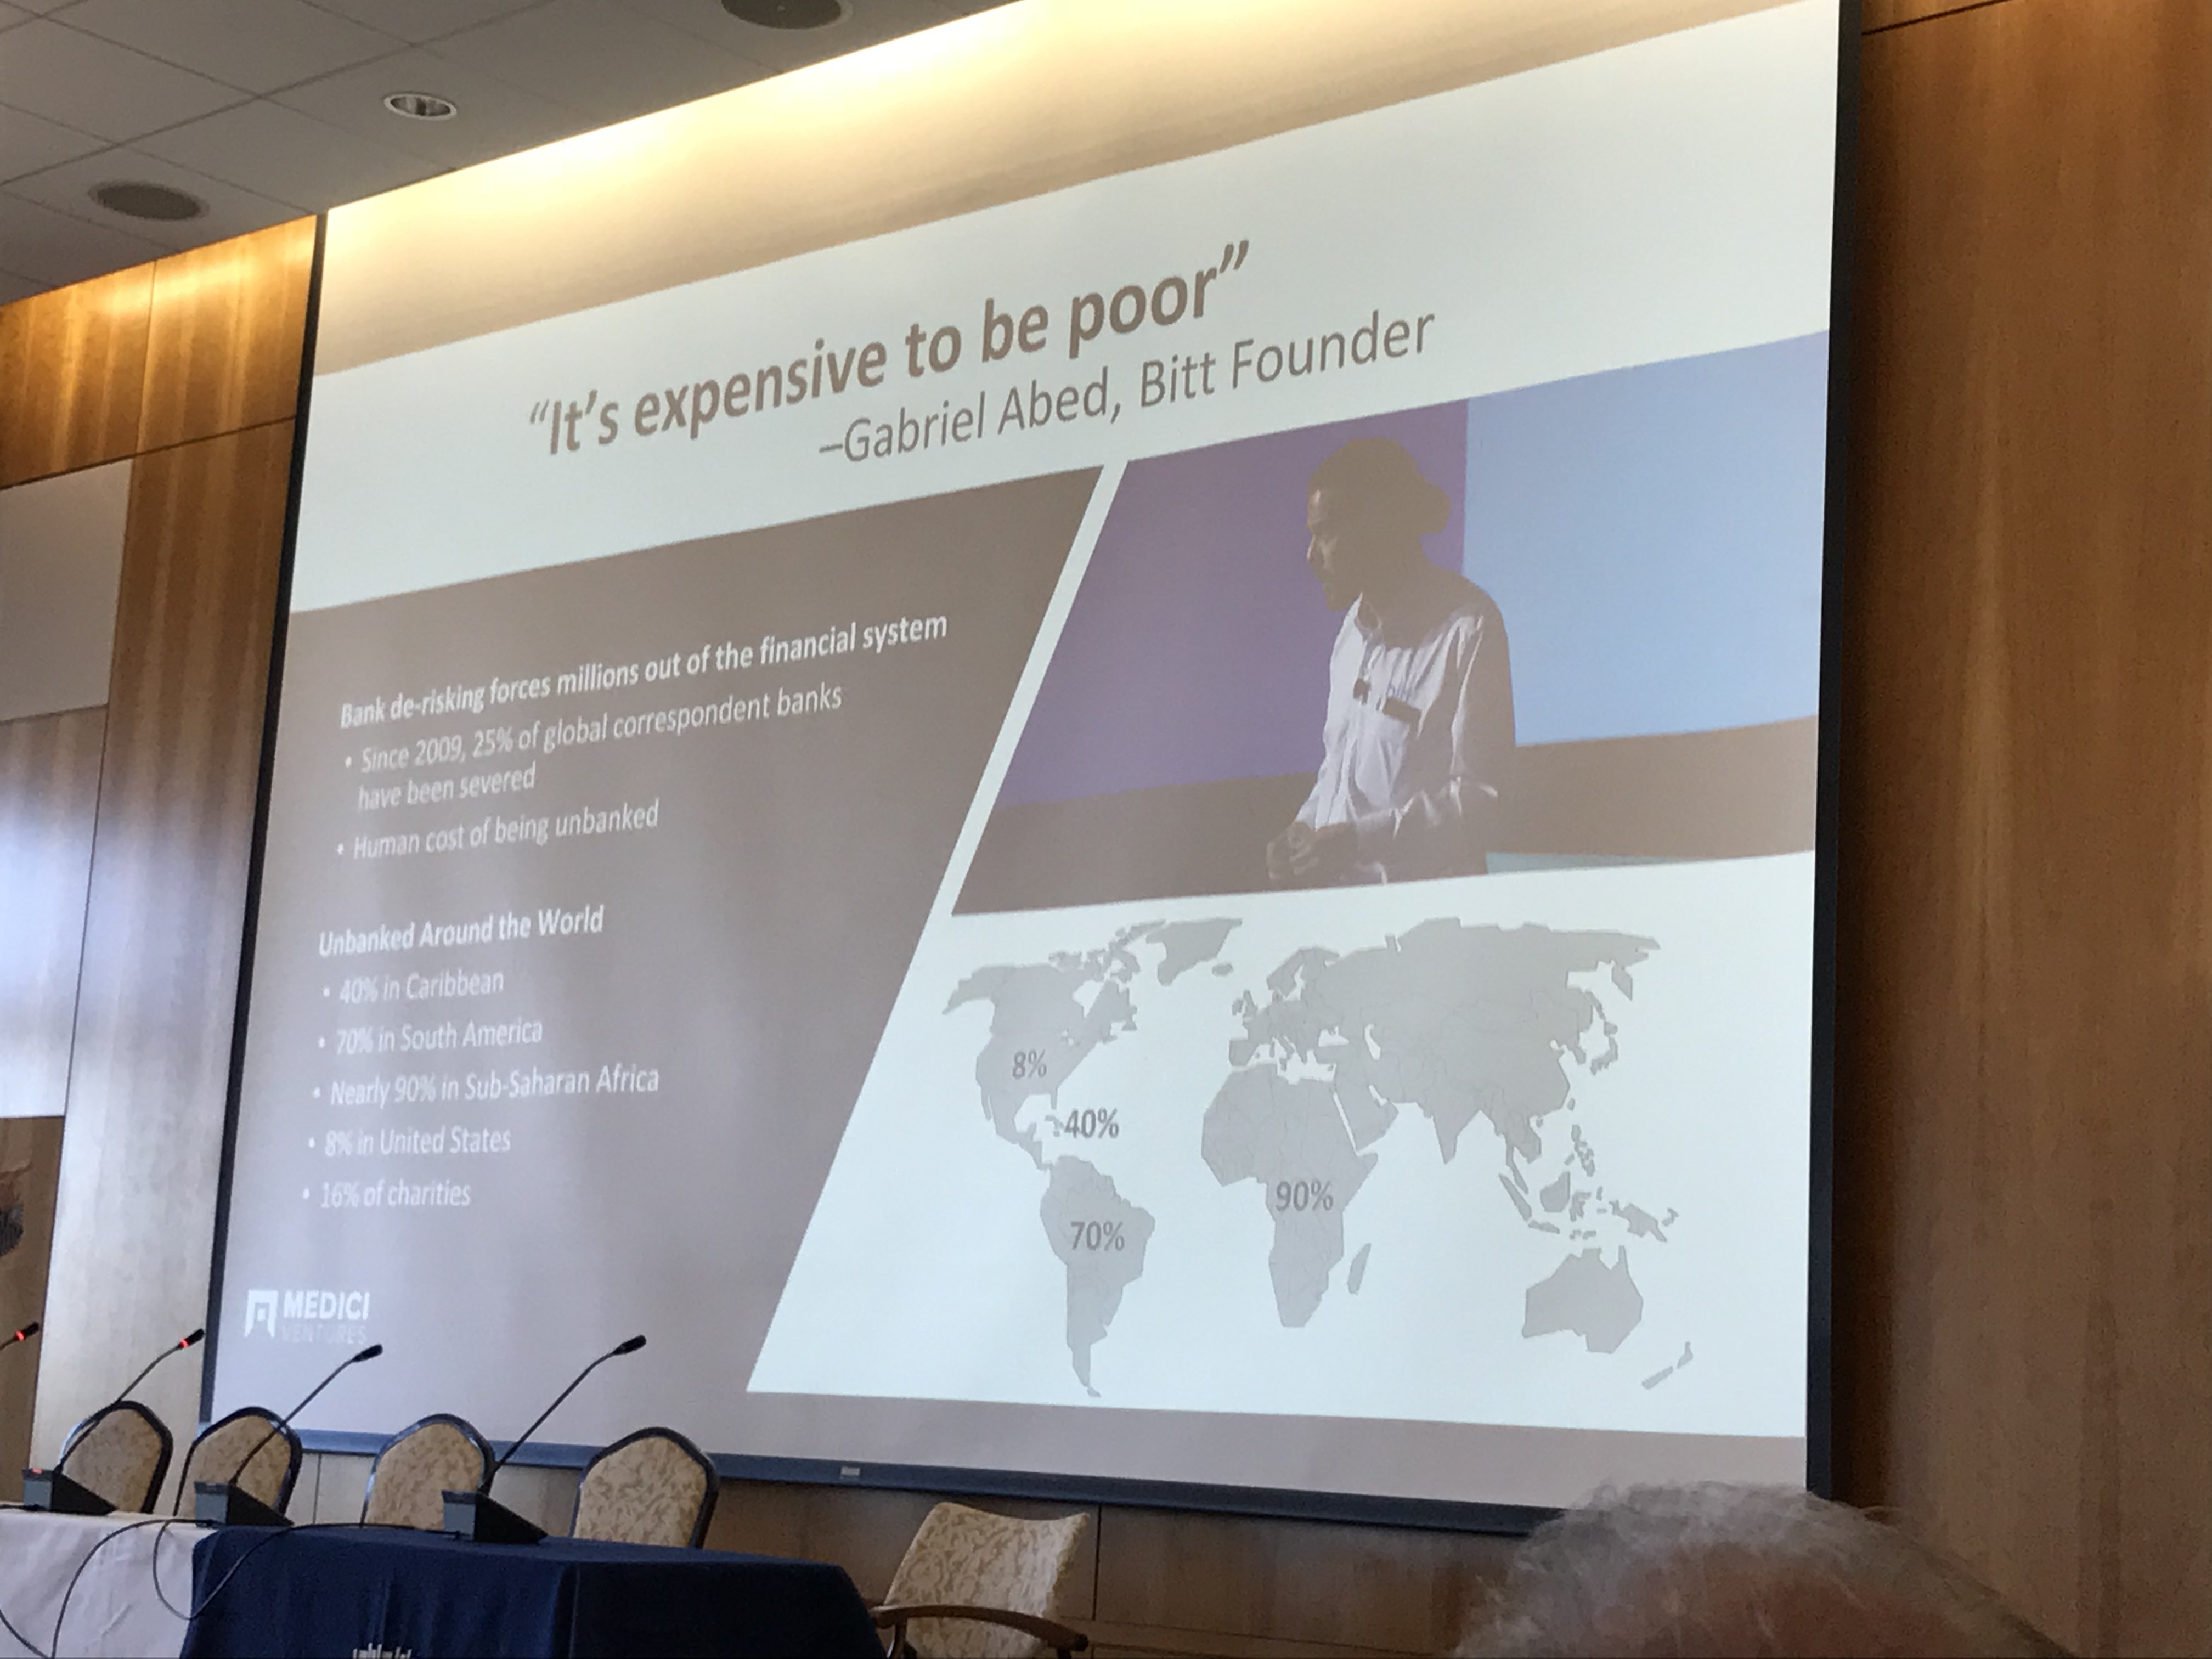 “It’s expensive to be poor”
–Gabriel Abed, Bitt Founder
Bank de-risking forces millions out of the financial system
• Since 2009, 25% of global correspondent banks
have been severed
• Human cost of being unbanked
Unbanked Around the World
• 40% in Caribbean
• 70% in South America
• Nearly 90% in Sub-Saharan Africa
• 8% in United States
• 16% of charities
8%
40%
90%
70%
MEDICI
VENTURES